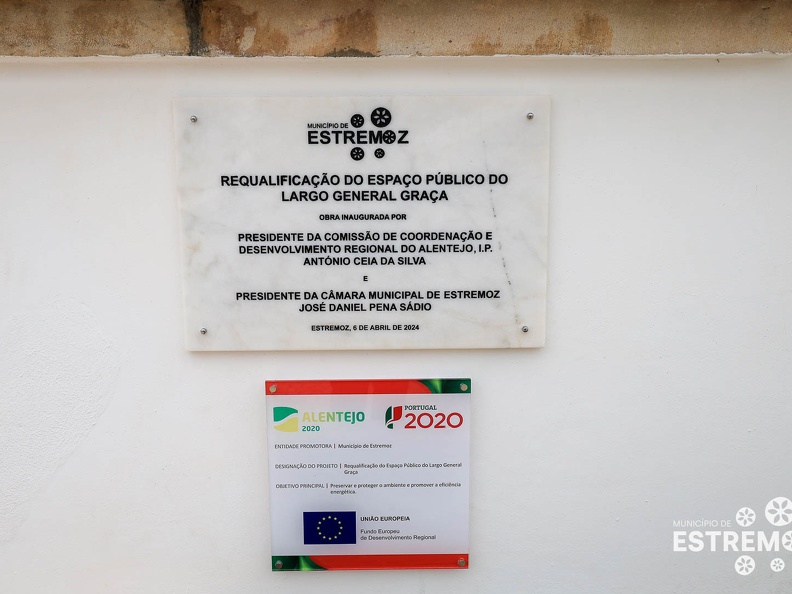 MUNICÍPIO DE
ESTREMOZ
REQUALIFICAÇÃO DO ESPAÇO PÚBLICO DO
LARGO GENERAL GRAÇA
OBRA INAUGURADA POR
PRESIDENTE DA COMISSÃO DE COORDENAÇÃO E
DESENVOLVIMENTO REGIONAL DO ALENTEJO, I.P.
ANTÓNIO CEIA DA SILVA
E
PRESIDENTE DA CÂMARA MUNICIPAL DE ESTREMOZ
JOSÉ DANIEL PENA SÁDIO
ESTREMOZ, 6 DE ABRIL DE 2024
ALENTEJO
2020
PORTUGAL
2020
ENTIDADE PROMOTORA | Município de Estremoz
DESIGNAÇÃO DO PROJETO | Requalificação do Espaço Público do Largo General
Graça
OBJETIVO PRINCIPAL | Preservar e proteger o ambiente e promover a eficiência
energética.
UNIÃO EUROPEIA
Fundo Europeu
de Desenvolvimento Regional
MUNICÍPIO DE
ESTREMO